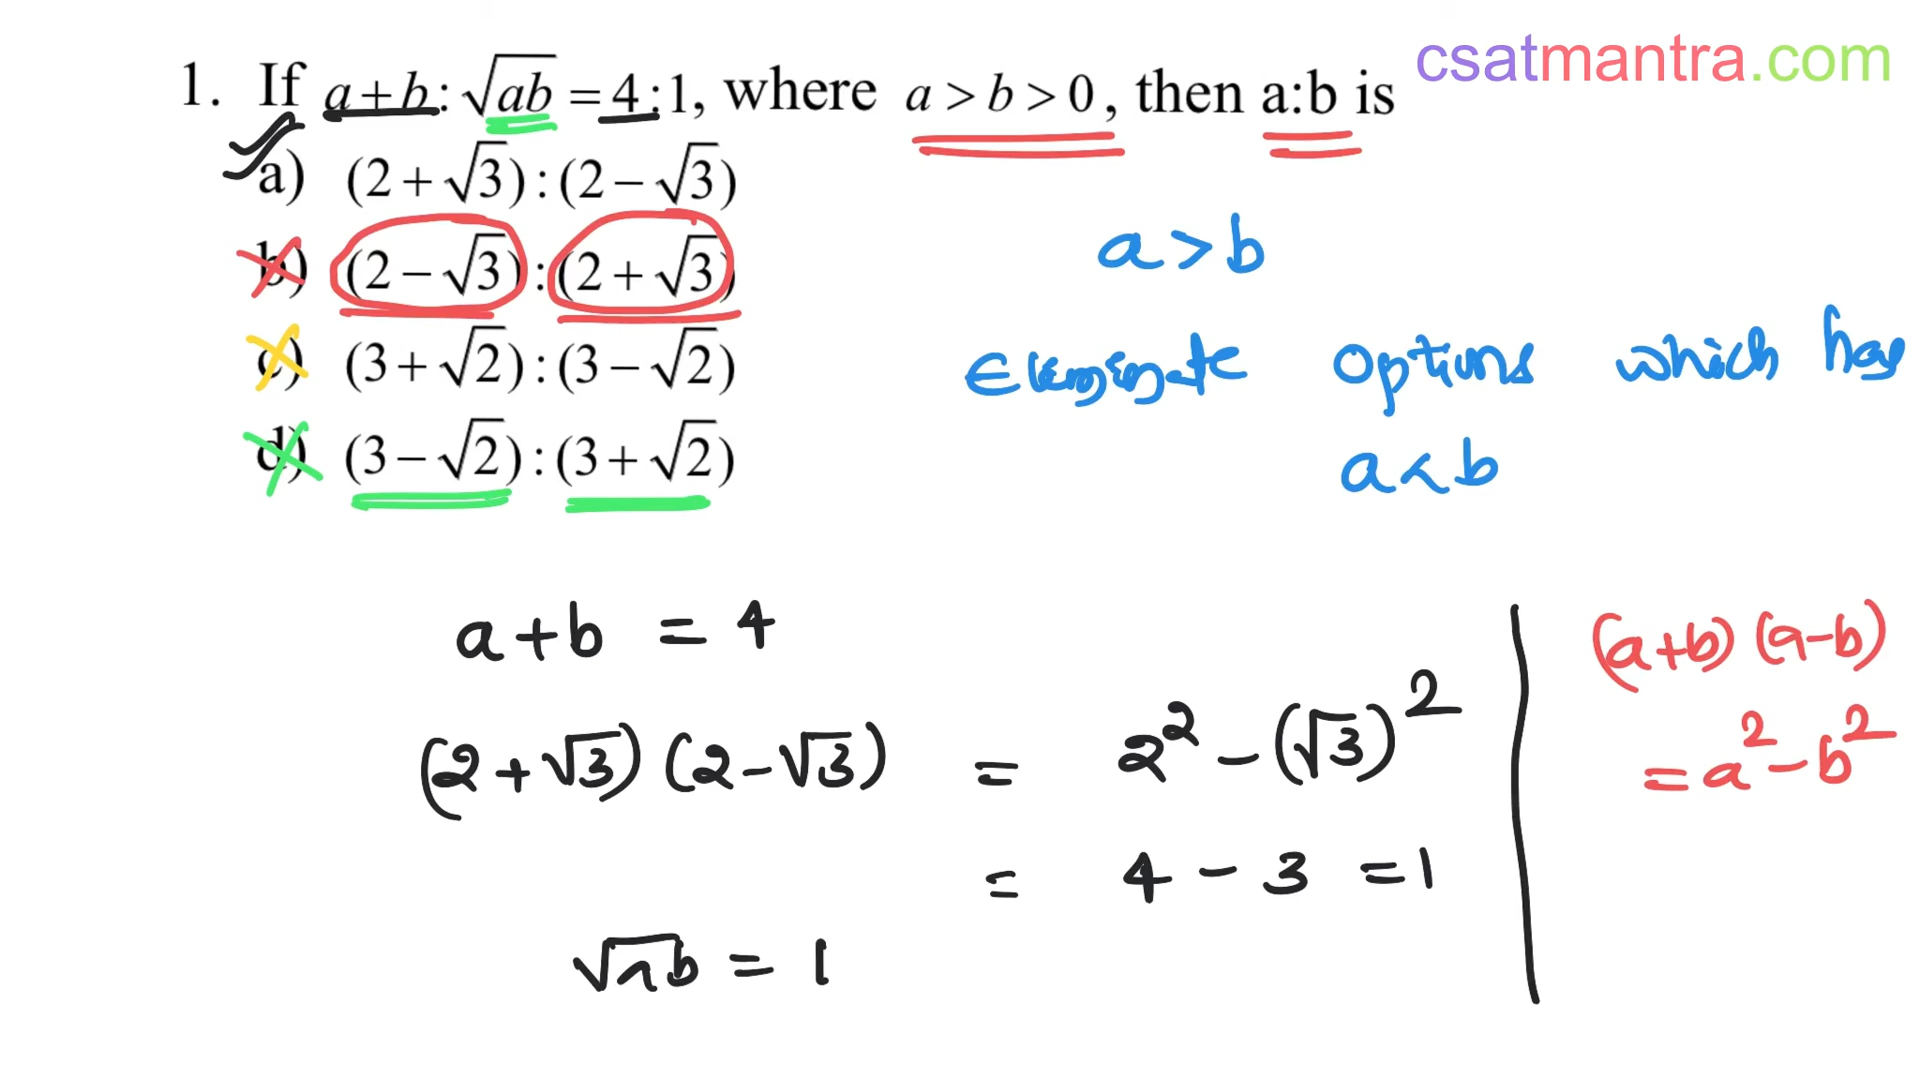 csatmantra.com
1. If a + b : √ab = 4 : 1, where a > b > 0, then a:b is
a) (2 + √3) : (2 − √3)
b) (2 − √3) : (2 + √3)
c) (3 + √2) : (3 − √2)
d) (3 − √2) : (3 + √2)
a > b
options which has
a < b
a + b = 4
(2 + √3) (2 − √3) = 2² − (√3)²
= 4 − 3 = 1
√ab = 1
(a+b) (a−b)
= a² − b²